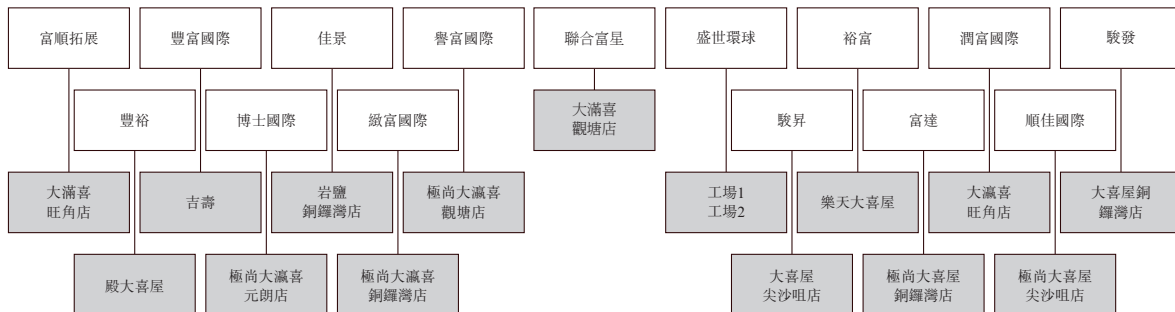 富順拓展
豐富國際
佳景
譽富國際
聯合富星
盛世環球
裕富
潤富國際
駿發
大滿喜
觀塘店
豐裕
博士國際
緻富國際
駿昇
富達
順佳國際
大滿喜
旺角店
吉壽
岩鹽
銅鑼灣店
極尚大瀛喜
觀塘店
工場1
工場2
樂天大喜屋
大瀛喜
旺角店
大喜屋銅
鑼灣店
殿大喜屋
極尚大瀛喜
元朗店
極尚大瀛喜
銅鑼灣店
大喜屋
尖沙咀店
極尚大喜屋
銅鑼灣店
極尚大喜屋
尖沙咀店